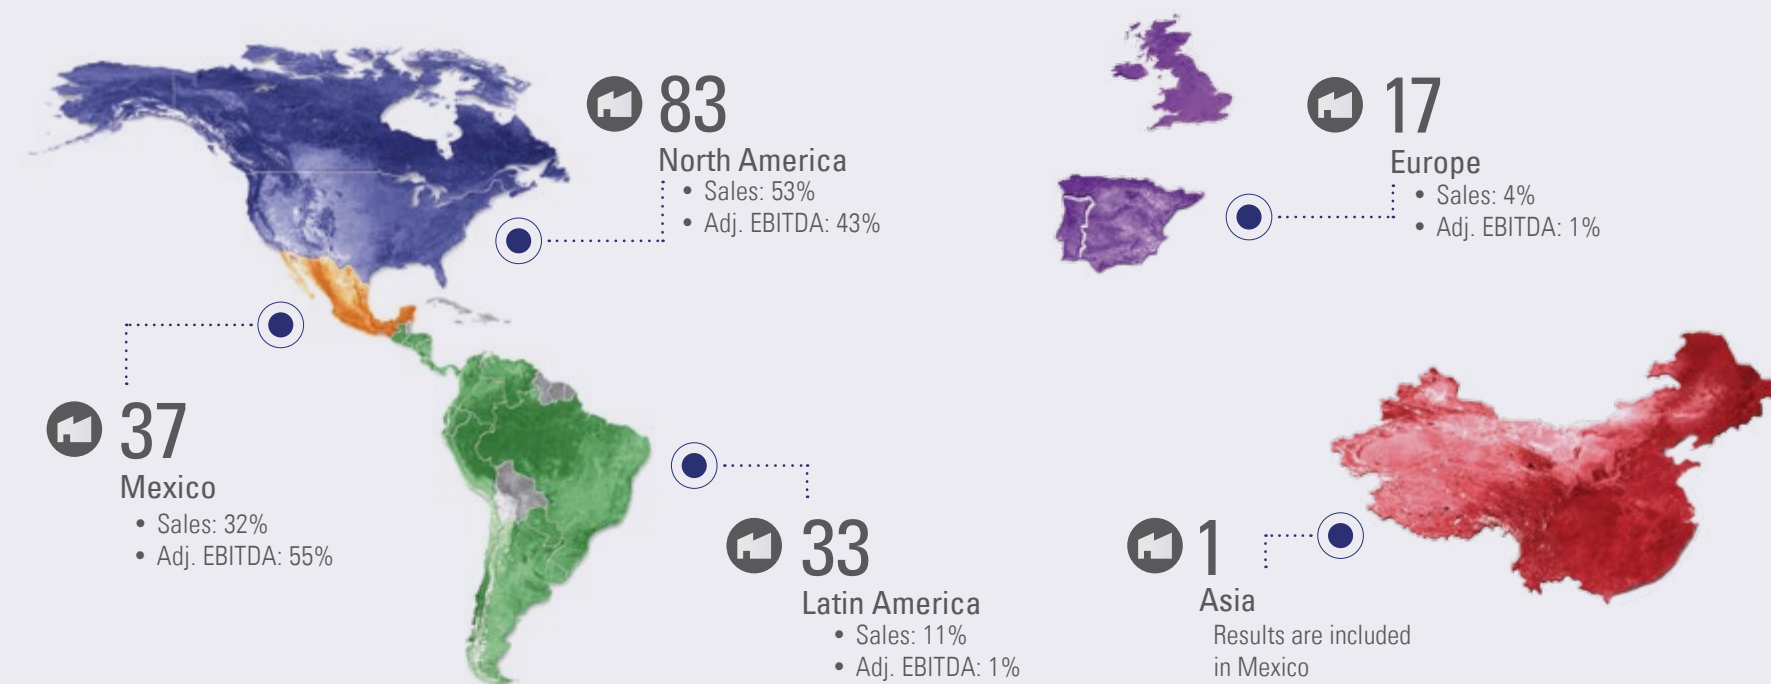 83
North America
• Sales: 53%
• Adj. EBITDA: 43%
17
Europe
• Sales: 4%
• Adj. EBITDA: 1%
37
Mexico
• Sales: 32%
• Adj. EBITDA: 55%
33
Latin America
• Sales: 11%
• Adj. EBITDA: 1%
1
Asia
Results are included
in Mexico